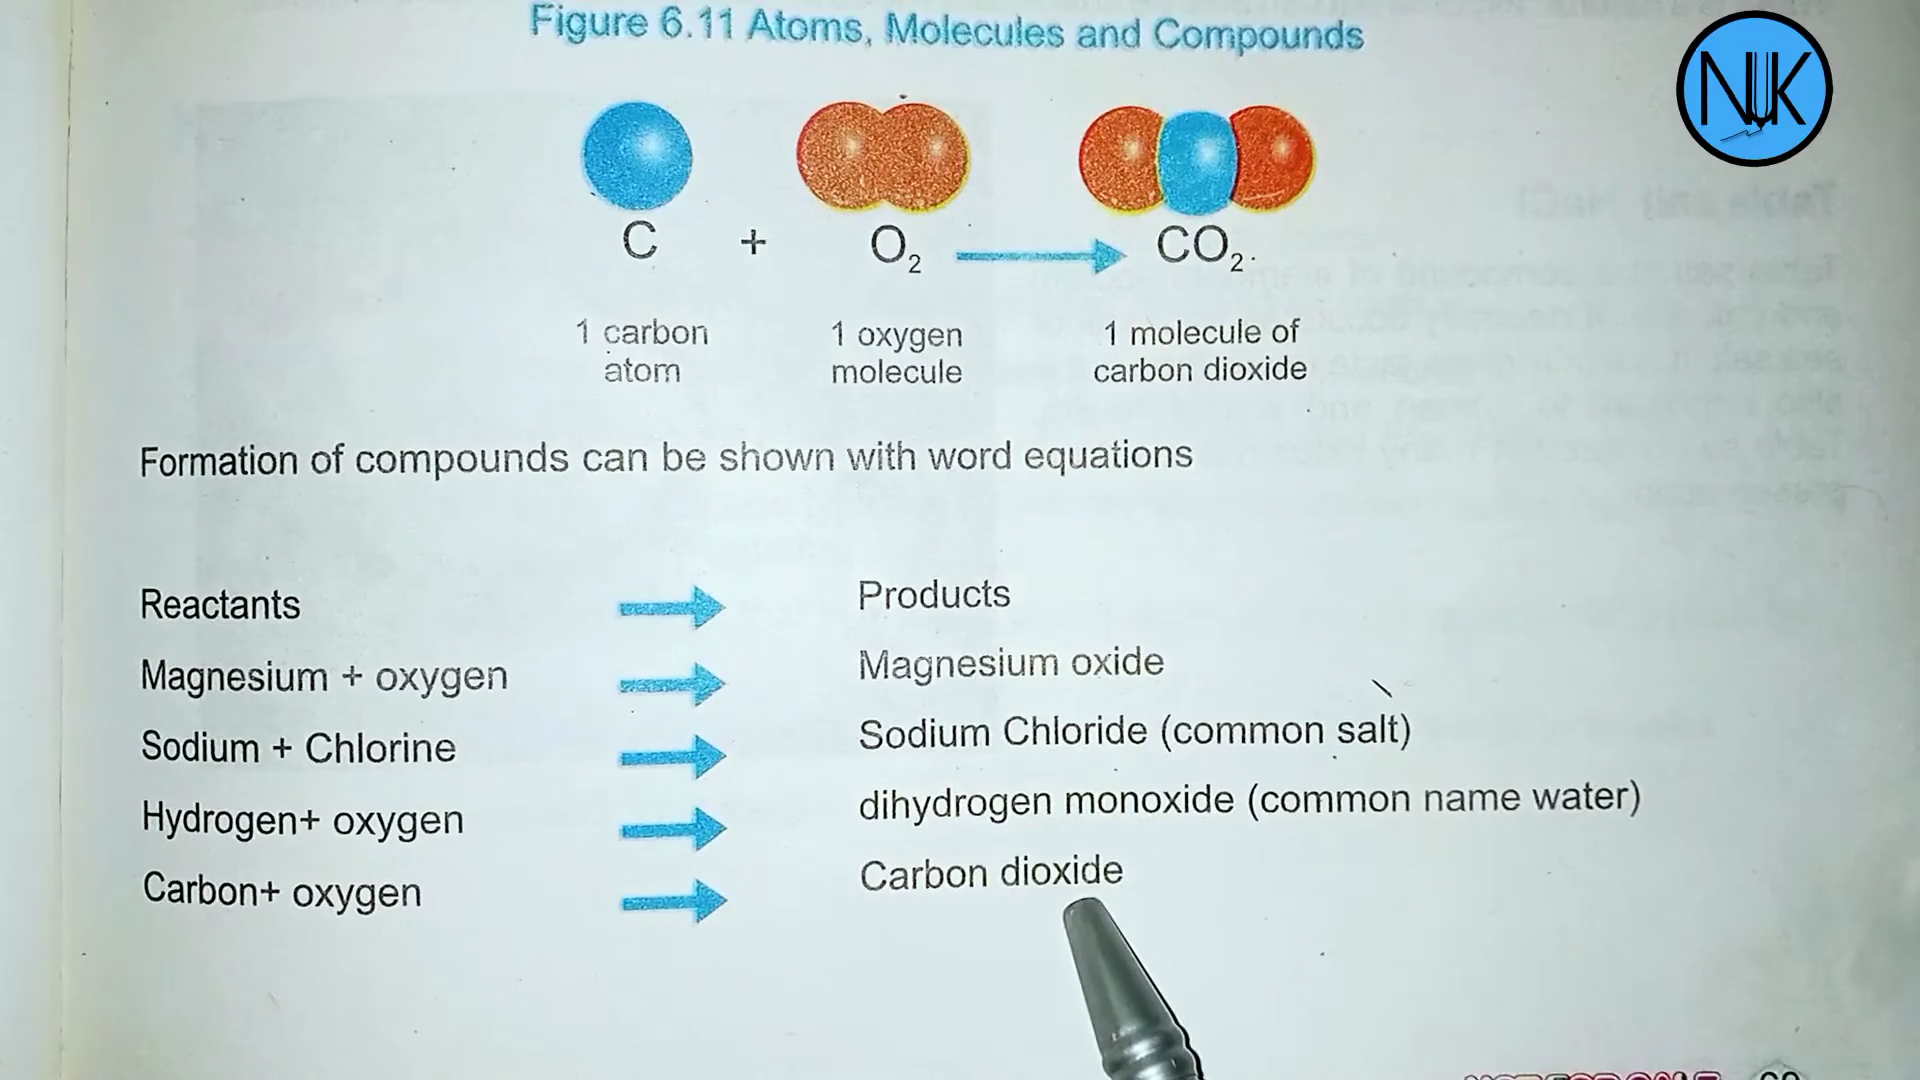 Figure 6.11 Atoms, Molecules and Compounds
NUK
C + O₂ CO₂
1 carbon atom
1 oxygen molecule
1 molecule of carbon dioxide
Formation of compounds can be shown with word equations
Reactants Products
Magnesium + oxygen Magnesium oxide
Sodium + Chlorine Sodium Chloride (common salt)
Hydrogen+ oxygen dihydrogen monoxide (common name water)
Carbon+ oxygen Carbon dioxide